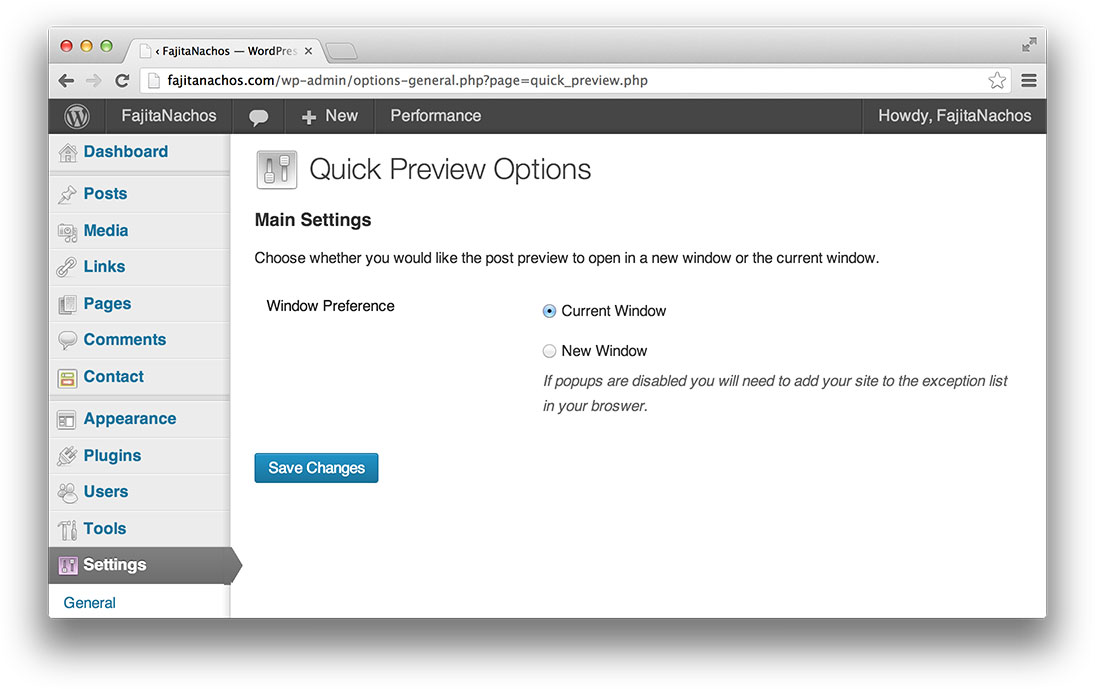 ‹ FajitaNachos — WordPres
fajitanachos.com/wp-admin/options-general.php?page=quick_preview.php
FajitaNachos
New
Performance
Howdy, FajitaNachos
Dashboard
Posts
Media
Links
Pages
Comments
Contact
Appearance
Plugins
Users
Tools
Settings
General
Quick Preview Options
Main Settings
Choose whether you would like the post preview to open in a new window or the current window.
Window Preference
Current Window
New Window
If popups are disabled you will need to add your site to the exception list
in your broswer.
Save Changes